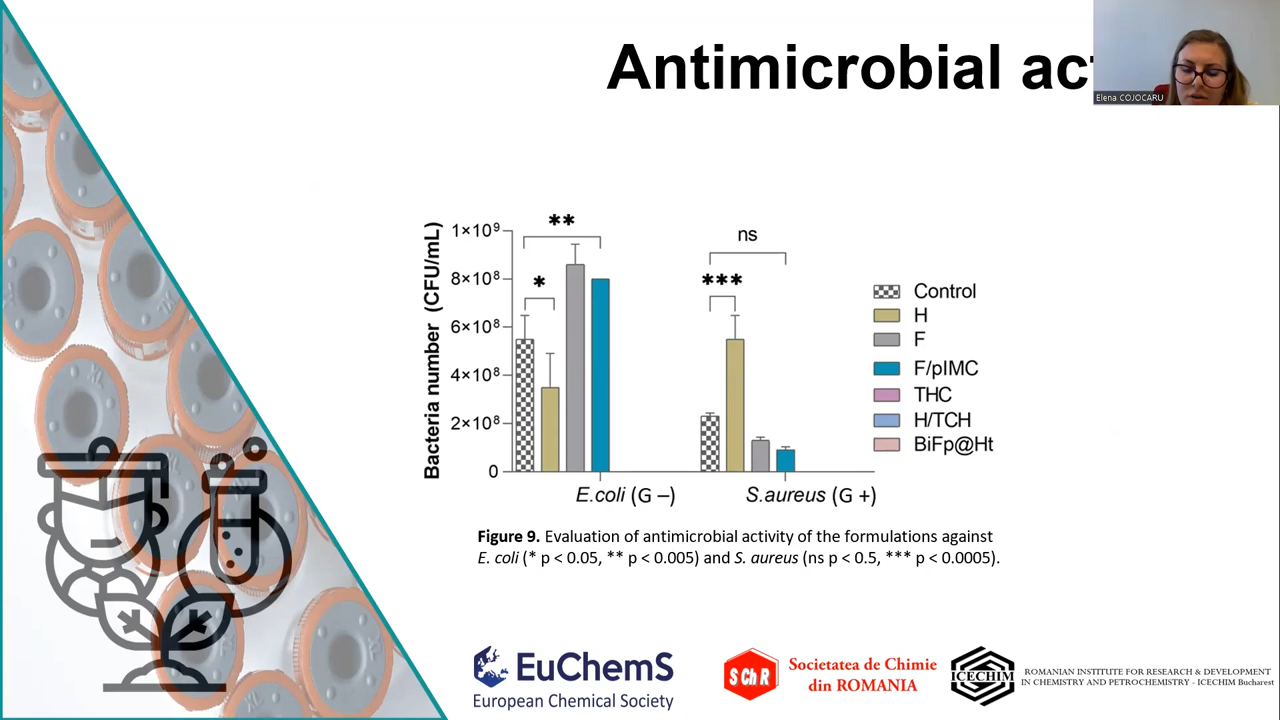 Antimicrobial act
Elena COJOCARU
Bacteria number (CFU/mL)
1×10⁹
8×10⁸
6×10⁸
4×10⁸
2×10⁸
0
**
*
ns
***
E.coli (G –)
S.aureus (G +)
Control
H
F
F/pIMC
THC
H/TCH
BiFp@Ht
Figure 9. Evaluation of antimicrobial activity of the formulations against
E. coli (* p < 0.05, ** p < 0.005) and S. aureus (ns p < 0.5, *** p < 0.0005).
EuChemS
European Chemical Society
SChR
Societatea de Chimie
din ROMANIA
ICECHIM
ROMANIAN INSTITUTE FOR RESEARCH & DEVELOPMENT
IN CHEMISTRY AND PETROCHEMISTRY - ICECHIM Bucharest